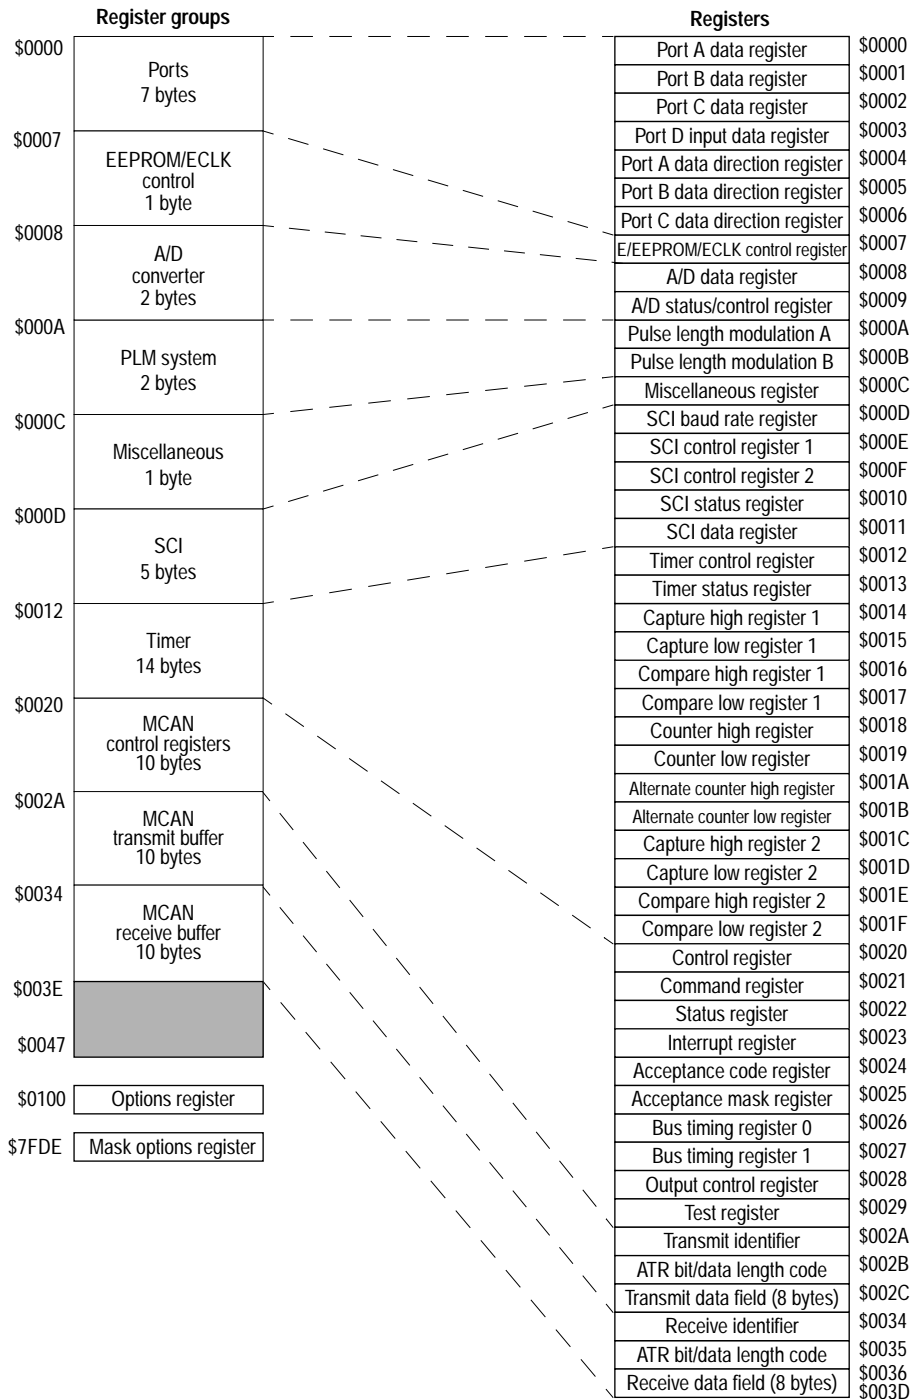 Register groups
$0000
Ports
7 bytes
$0007
EEPROM/ECLK
control
1 byte
$0008
A/D
converter
2 bytes
$000A
PLM system
2 bytes
$000C
Miscellaneous
1 byte
$000D
SCI
5 bytes
$0012
Timer
14 bytes
$0020
MCAN
control registers
10 bytes
$002A
MCAN
transmit buffer
10 bytes
$0034
MCAN
receive buffer
10 bytes
$003E
$0047
$0100 Options register
$7FDE Mask options register
Registers
Port A data register $0000
Port B data register $0001
Port C data register $0002
Port D input data register $0003
Port A data direction register $0004
Port B data direction register $0005
Port C data direction register $0006
E/EEPROM/ECLK control register $0007
A/D data register $0008
A/D status/control register $0009
Pulse length modulation A $000A
Pulse length modulation B $000B
Miscellaneous register $000C
SCI baud rate register $000D
SCI control register 1 $000E
SCI control register 2 $000F
SCI status register $0010
SCI data register $0011
Timer control register $0012
Timer status register $0013
Capture high register 1 $0014
Capture low register 1 $0015
Compare high register 1 $0016
Compare low register 1 $0017
Counter high register $0018
Counter low register $0019
Alternate counter high register $001A
Alternate counter low register $001B
Capture high register 2 $001C
Capture low register 2 $001D
Compare high register 2 $001E
Compare low register 2 $001F
Control register $0020
Command register $0021
Status register $0022
Interrupt register $0023
Acceptance code register $0024
Acceptance mask register $0025
Bus timing register 0 $0026
Bus timing register 1 $0027
Output control register $0028
Test register $0029
Transmit identifier $002A
ATR bit/data length code $002B
Transmit data field (8 bytes) $002C
Receive identifier $0034
ATR bit/data length code $0035
Receive data field (8 bytes) $0036
$003D